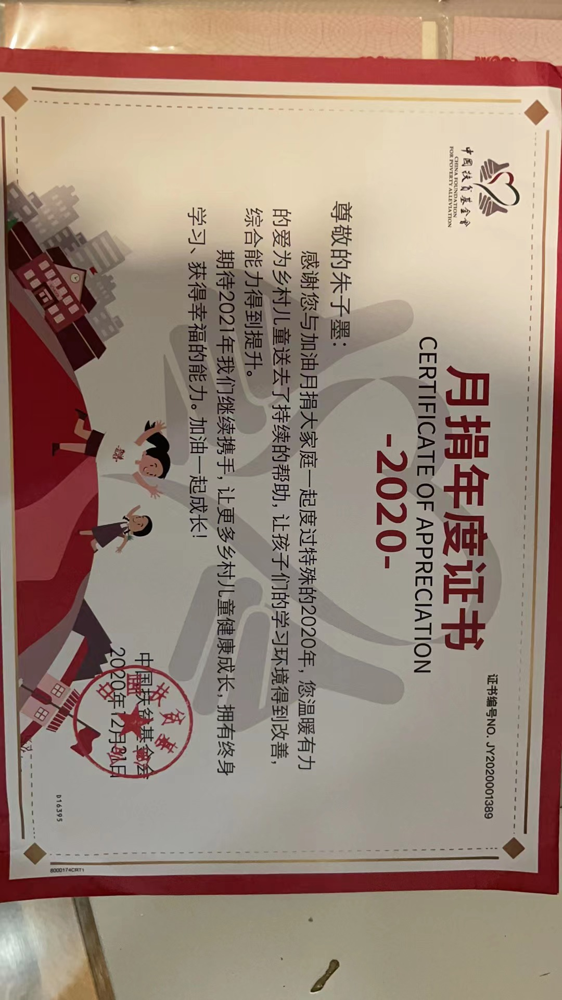 中国扶贫基金会
CHINA FOUNDATION
FOR POVERTY ALLEVIATION
证书编号NO. JY2020001389
月捐年度证书
CERTIFICATE OF APPRECIATION
-2020-
尊敬的朱子墨：
感谢您与加油月捐大家庭一起度过特殊的2020年，您温暖有力
的爱为乡村儿童送去了持续的帮助，让孩子们的学习环境得到改善，
综合能力得到提升。
期待2021年我们继续携手，让更多乡村儿童健康成长，拥有终身
学习、获得幸福的能力。加油一起成长！
中国扶贫基金会
2020年12月31日
中国扶贫基金会
D16395
800D174CRT1